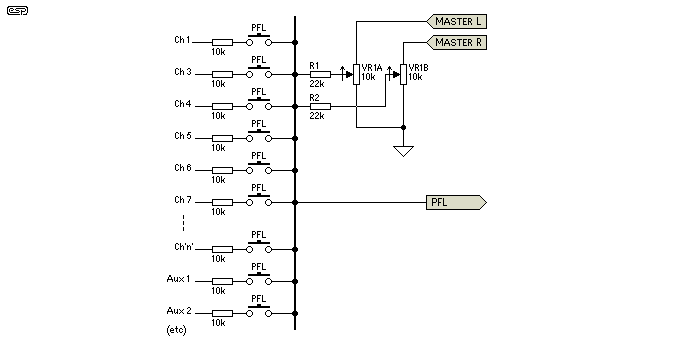 esp
MASTER L
MASTER R
Ch 1
PFL
10k
Ch 3
PFL
10k
R1
22k
VR1A
10k
VR1B
10k
Ch 4
PFL
10k
R2
22k
Ch 5
PFL
10k
Ch 6
PFL
10k
Ch 7
PFL
10k
PFL
Ch'n'
PFL
10k
Aux 1
PFL
10k
Aux 2
PFL
10k
(etc)